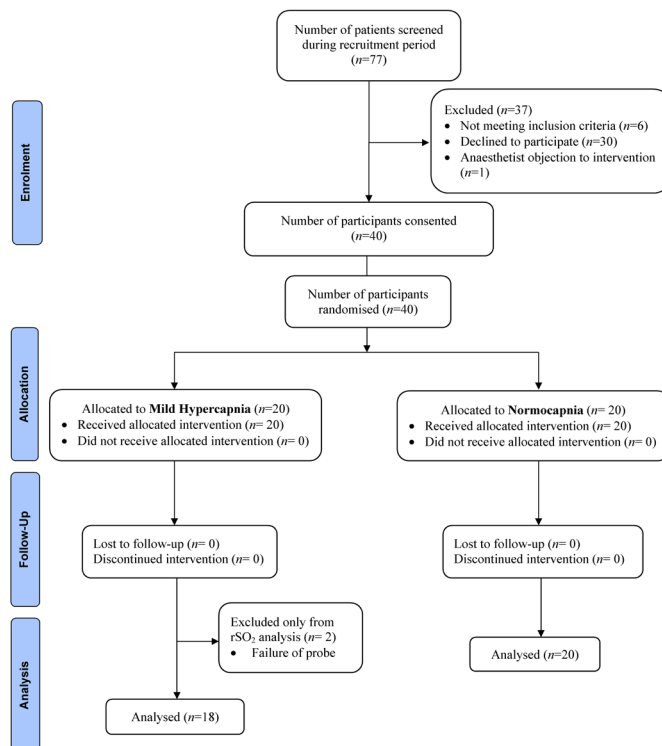 Number of patients screened
during recruitment period
(n=77)
Enrolment
Excluded (n=37)
• Not meeting inclusion criteria (n=6)
• Declined to participate (n=30)
• Anaesthetist objection to intervention
(n=1)
Number of participants consented
(n=40)
Number of participants
randomised (n=40)
Allocation
Allocated to Mild Hypercapnia (n=20)
• Received allocated intervention (n= 20)
• Did not receive allocated intervention (n= 0)
Allocated to Normocapnia (n= 20)
• Received allocated intervention (n= 20)
• Did not receive allocated intervention (n= 0)
Follow-Up
Lost to follow-up (n= 0)
Discontinued intervention (n= 0)
Lost to follow-up (n= 0)
Discontinued intervention (n= 0)
Analysis
Excluded only from
rSO₂ analysis (n= 2)
• Failure of probe
Analysed (n=18)
Analysed (n=20)